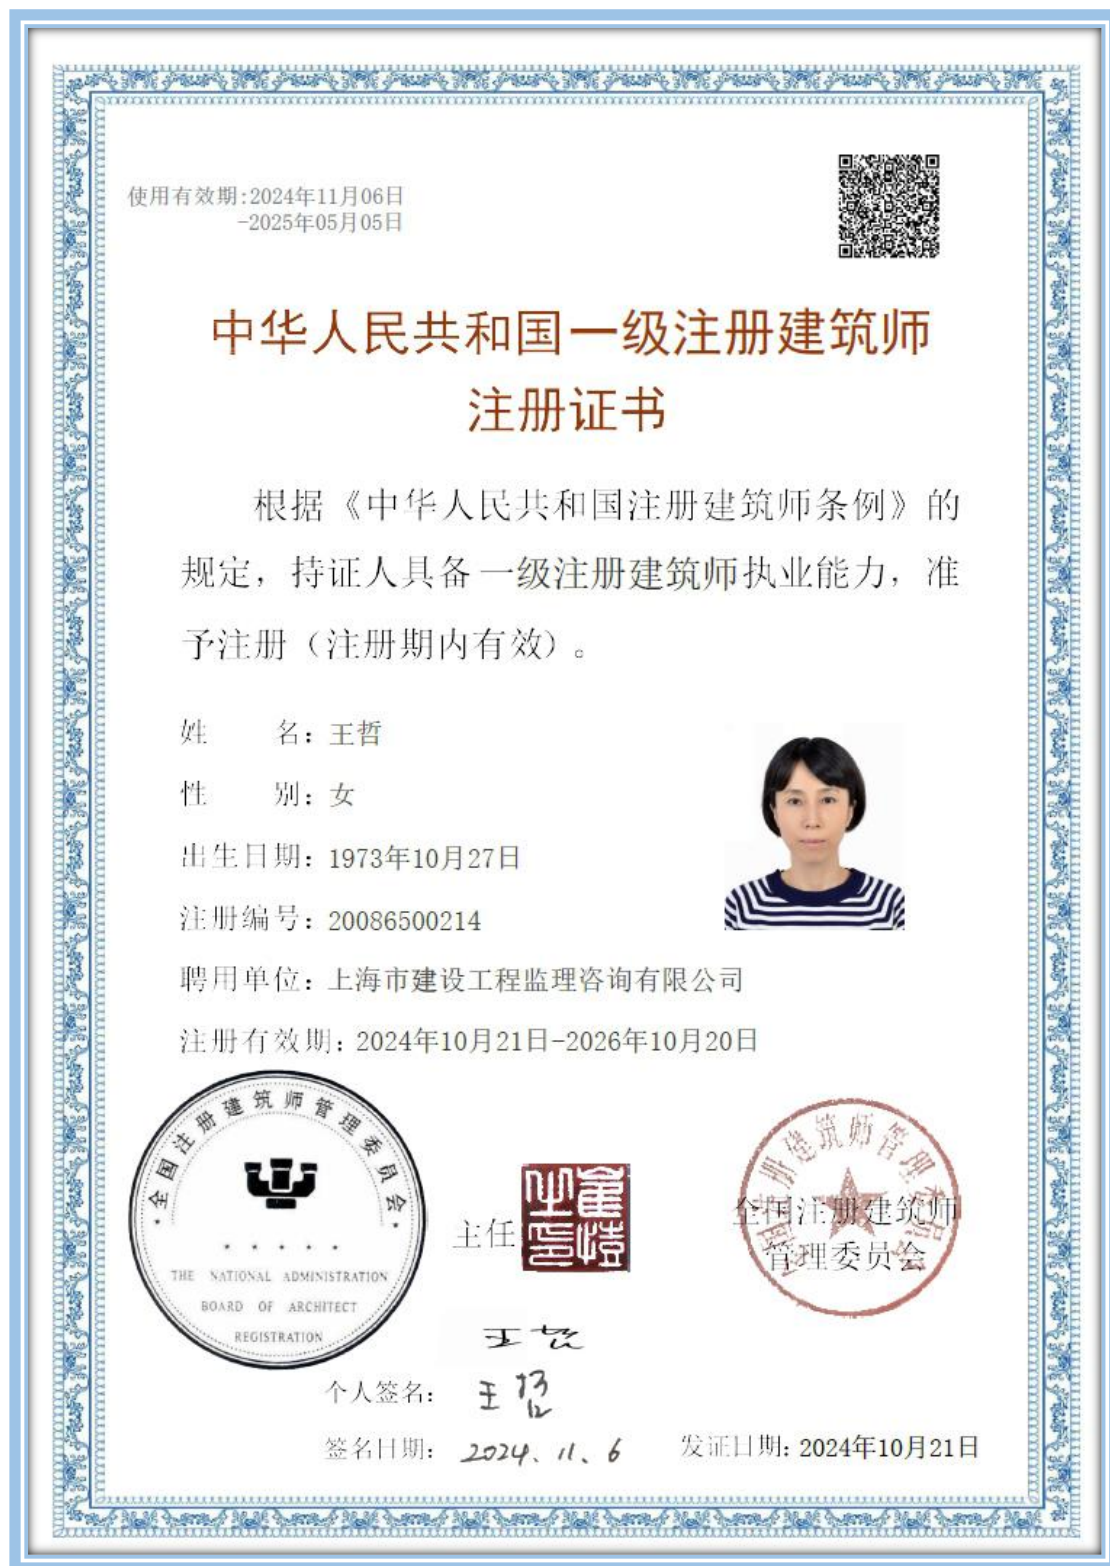 使用有效期:2024年11月06日
-2025年05月05日
中华人民共和国一级注册建筑师
注册证书
根据《中华人民共和国注册建筑师条例》的
规定，持证人具备一级注册建筑师执业能力，准
予注册（注册期内有效）。
姓 名：王哲
性 别：女
出生日期：1973年10月27日
注册编号：20086500214
聘用单位：上海市建设工程监理咨询有限公司
注册有效期：2024年10月21日-2026年10月20日
全国注册建筑师管理委员会
THE NATIONAL ADMINISTRATION
BOARD OF ARCHITECT
REGISTRATION
主任
全国注册建筑师
管理委员会
王哲
个人签名：王哲
签名日期：2024.11.6
发证日期：2024年10月21日